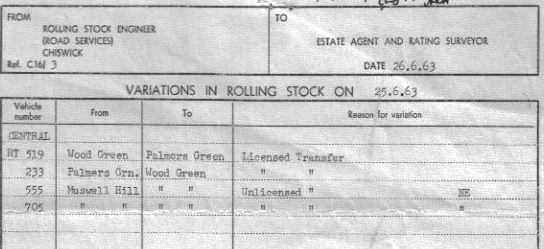 FROM
ROLLING STOCK ENGINEER
(ROAD SERVICES)
CHISWICK
Ref. C.16/ 3
TO
ESTATE AGENT AND RATING SURVEYOR
DATE 26.6.63
VARIATIONS IN ROLLING STOCK ON 25.6.63
Vehicle number From To Reason for variation
CENTRAL
RT 519 Wood Green Palmers Green Licensed Transfer
233 Palmers Grn. Wood Green " "
555 Muswell Hill " " Unlicensed " NE
705 " " " " " " "